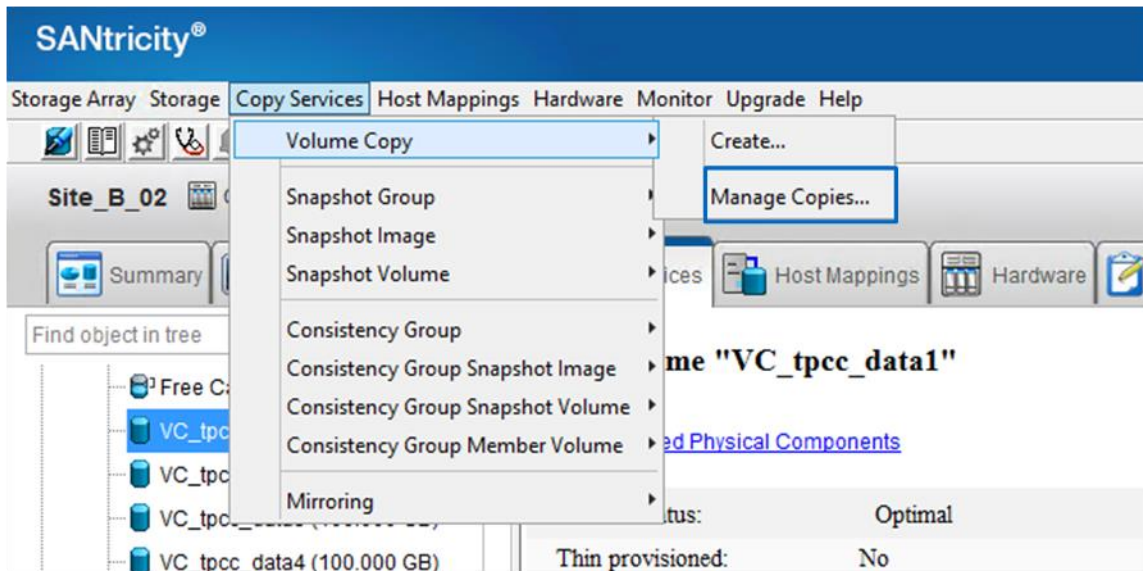 SANtricity®
Storage Array Storage Copy Services Host Mappings Hardware Monitor Upgrade Help
Volume Copy
Create...
Site_B_02
Snapshot Group
Manage Copies...
Snapshot Image
Summary
Snapshot Volume
Host Mappings
Hardware
Find object in tree
Consistency Group
Consistency Group Snapshot Image
me "VC_tpcc_data1"
Free Ca
Consistency Group Snapshot Volume
VC_tpc
Consistency Group Member Volume
ed Physical Components
VC_tpc
Mirroring
tus: Optimal
VC_tpcc_data4 (100.000 GB)
Thin provisioned: No